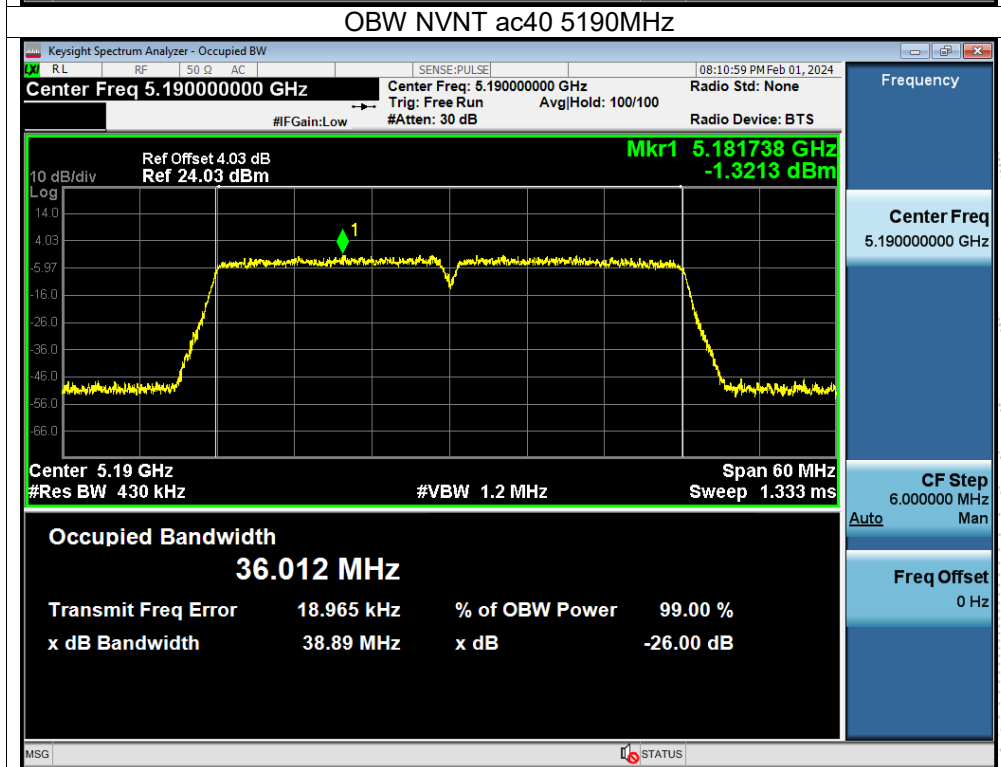 OBW NVNT ac40 5190MHz
Keysight Spectrum Analyzer - Occupied BW
LXI RL RF 50 Ω AC SENSE:PULSE 08:10:59 PM Feb 01, 2024
Center Freq 5.190000000 GHz Center Freq: 5.190000000 GHz Radio Std: None Frequency
Trig: Free Run Avg|Hold: 100/100
#IFGain:Low #Atten: 30 dB Radio Device: BTS
Mkr1 5.181738 GHz
Ref Offset 4.03 dB
10 dB/div Ref 24.03 dBm -1.3213 dBm
Log
14.0
1
4.03
-5.97
-16.0
-26.0
-36.0
-46.0
-56.0
-66.0
Center 5.19 GHz Span 60 MHz
#Res BW 430 kHz #VBW 1.2 MHz Sweep 1.333 ms
Center Freq
5.190000000 GHz
CF Step
6.000000 MHz
Auto Man
Freq Offset
0 Hz
Occupied Bandwidth
36.012 MHz
Transmit Freq Error 18.965 kHz % of OBW Power 99.00 %
x dB Bandwidth 38.89 MHz x dB -26.00 dB
MSG STATUS